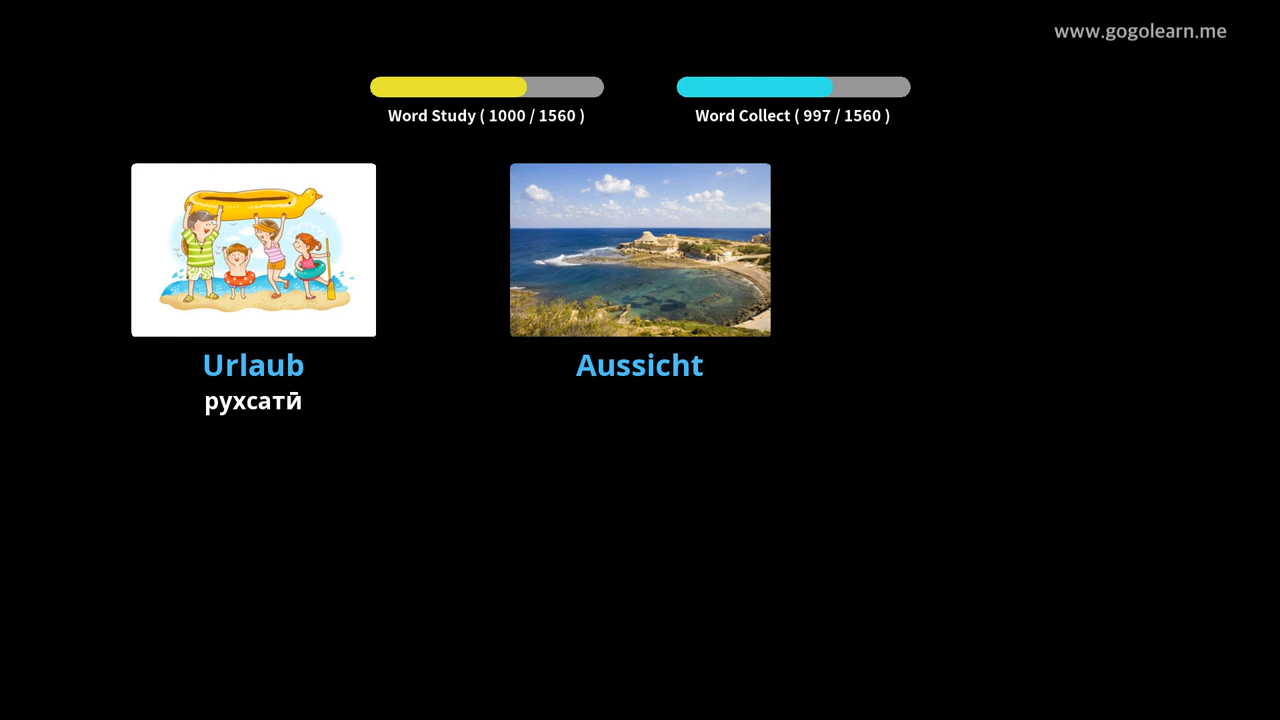 www.gogolearn.me
Word Study ( 1000 / 1560 )
Word Collect ( 997 / 1560 )
Urlaub
Aussicht
рухсатӣ